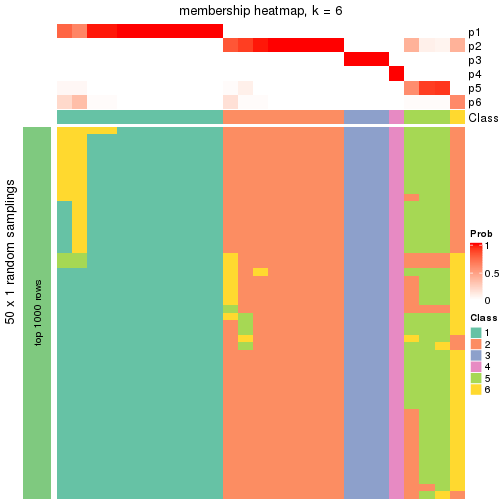 membership heatmap, k = 6
p1
p2
p3
p4
p5
p6
Class
50 x 1 random samplings
top 1000 rows
Prob
1
0.5
0
Class
1
2
3
4
5
6